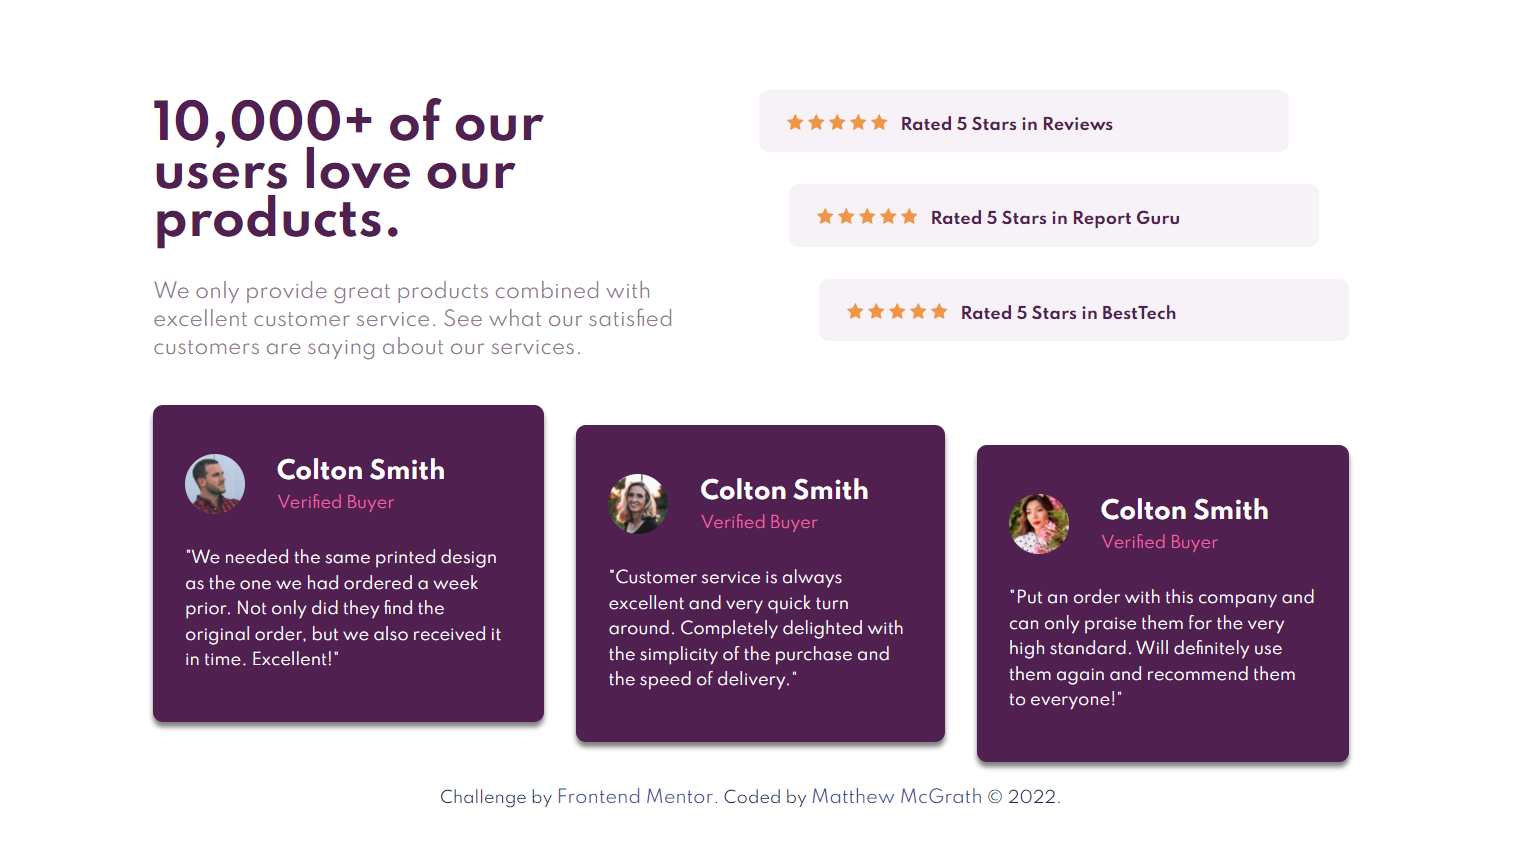 10,000+ of our
users love our
products.
We only provide great products combined with
excellent customer service. See what our satisfied
customers are saying about our services.
Rated 5 Stars in Reviews
Rated 5 Stars in Report Guru
Rated 5 Stars in BestTech
Colton Smith
Verified Buyer
"We needed the same printed design
as the one we had ordered a week
prior. Not only did they find the
original order, but we also received it
in time. Excellent!"
Colton Smith
Verified Buyer
"Customer service is always
excellent and very quick turn
around. Completely delighted with
the simplicity of the purchase and
the speed of delivery."
Colton Smith
Verified Buyer
"Put an order with this company and
can only praise them for the very
high standard. Will definitely use
them again and recommend them
to everyone!"
Challenge by Frontend Mentor. Coded by Matthew McGrath © 2022.